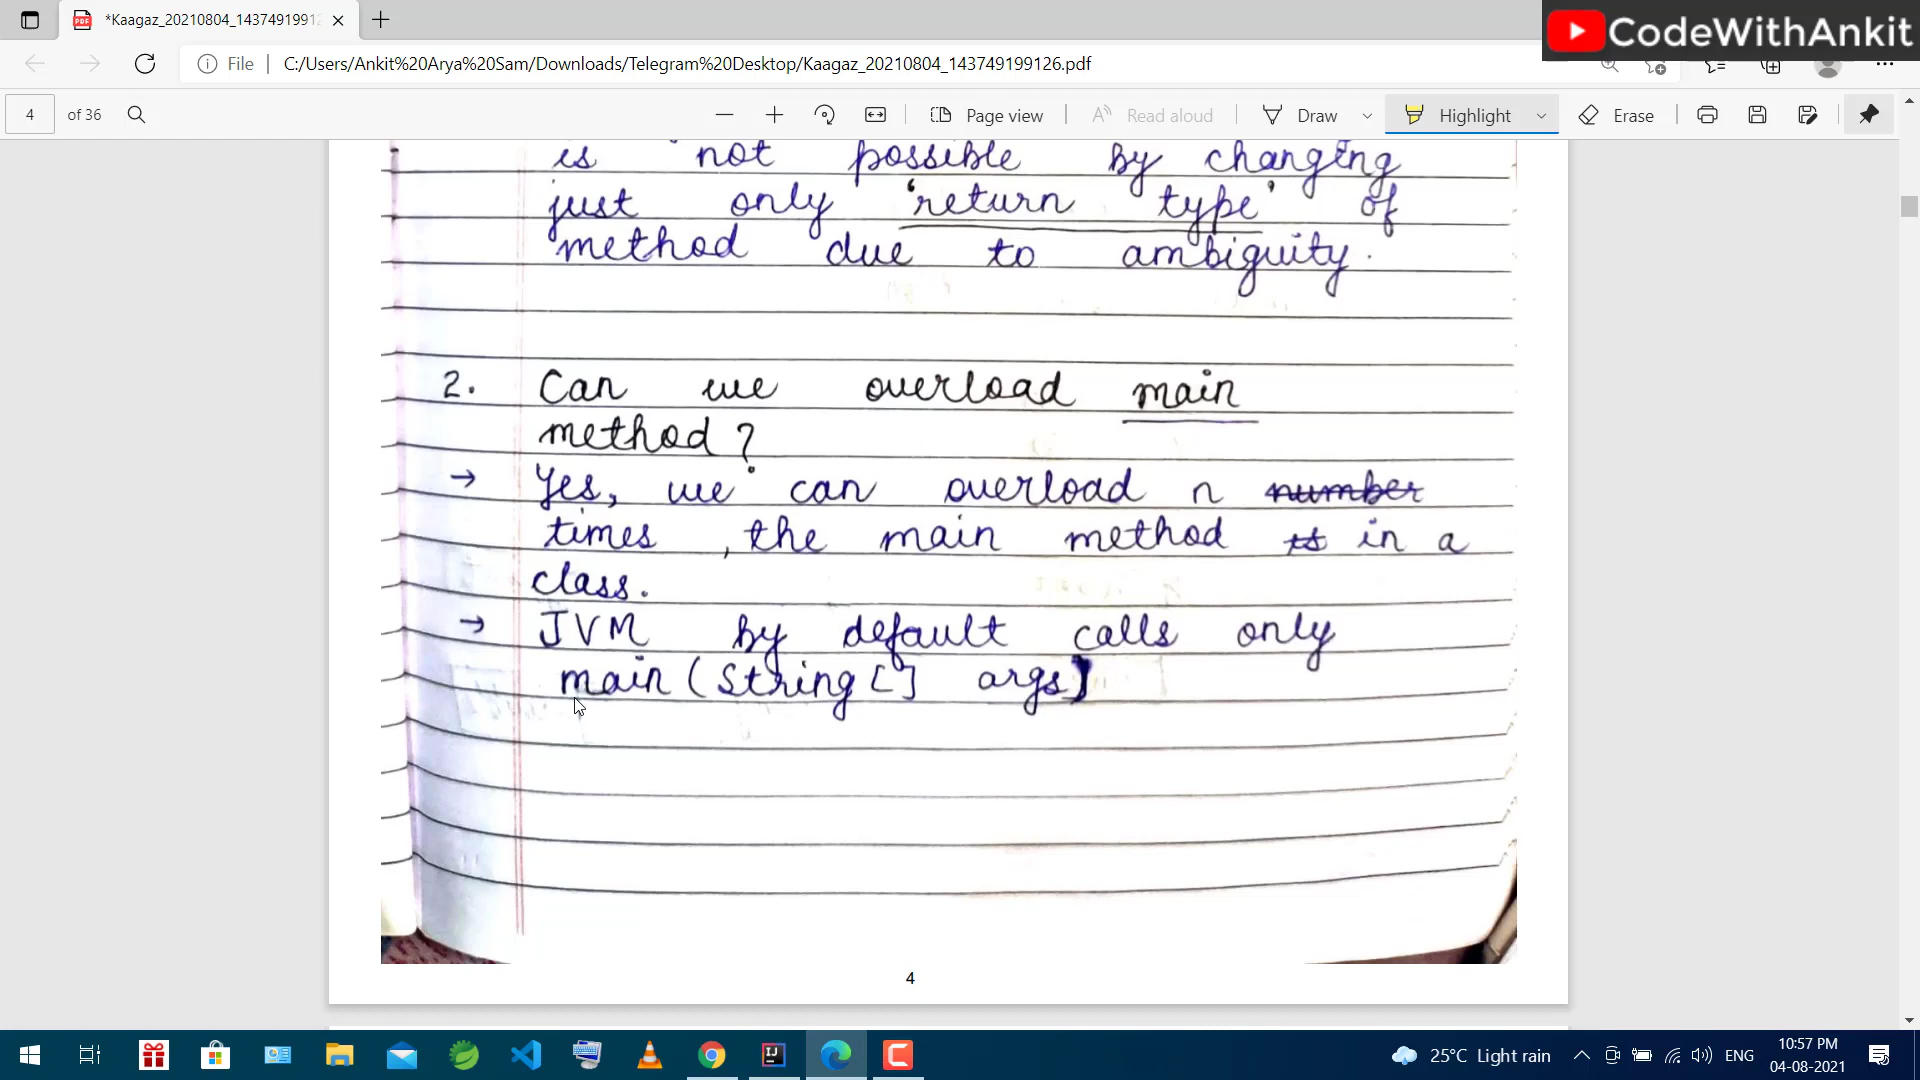 *Kaagaz_20210804_14374919912
CodeWithAnkit
File
C:/Users/Ankit%20Arya%20Sam/Downloads/Telegram%20Desktop/Kaagaz_20210804_143749199126.pdf
4 of 36
Page view
Read aloud
Draw
Highlight
Erase
is not possible by changing
just only 'return type' of
method due to ambiguity.
2. Can we overload main
method?
→ Yes, we can overload n number
times, the main method is in a
class.
→ JVM by default calls only
main(String[] args)
4
25°C Light rain
ENG
10:57 PM
04-08-2021